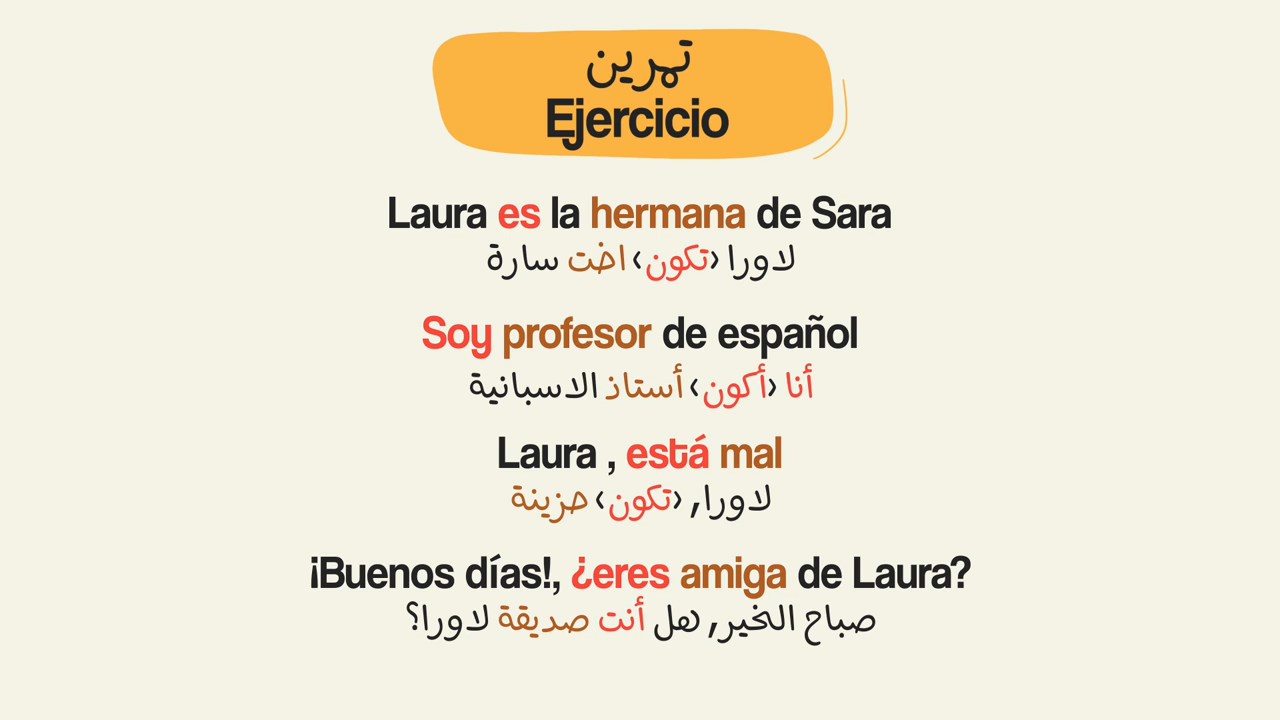 تمرين
Ejercicio
Laura es la hermana de Sara
لاورا ‹تكون› اخت سارة
Soy profesor de español
أنا ‹أكون› أستاذ الاسبانية
Laura , está mal
لاورا, ‹تكون› حزينة
¡Buenos días!, ¿eres amiga de Laura?
صباح الخير, هل أنت صديقة لاورا؟